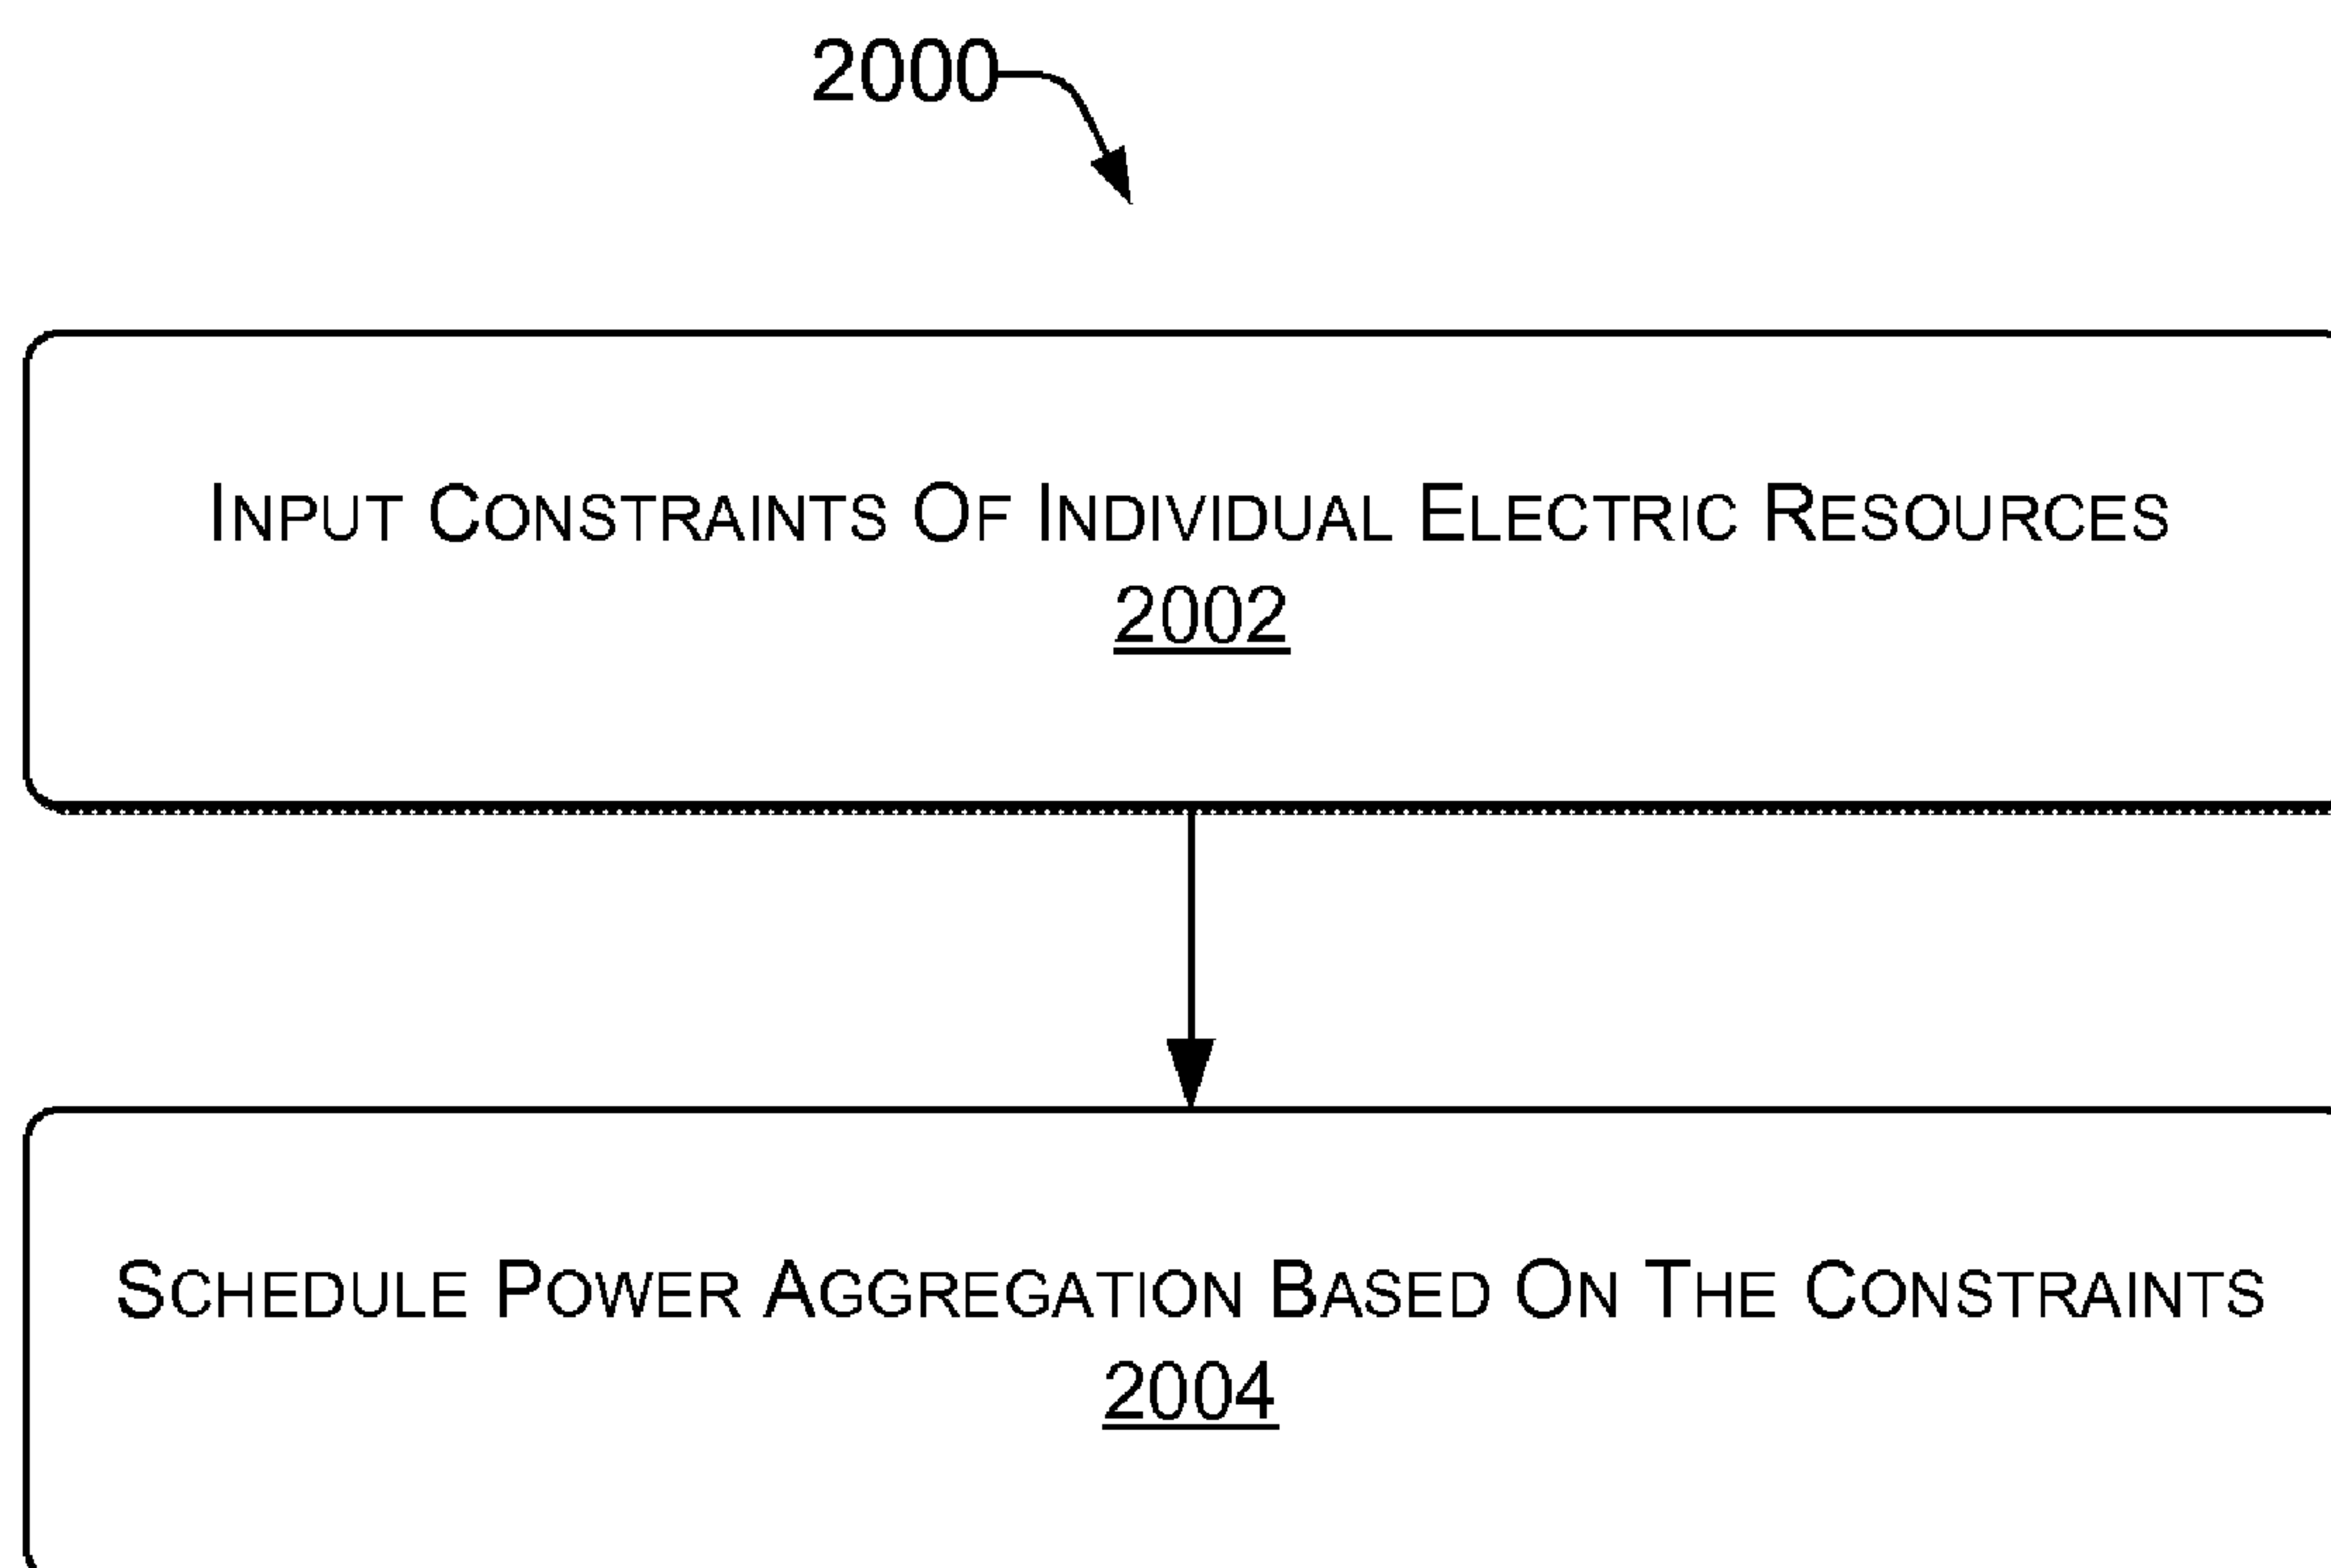 2000
INPUT CONSTRAINTS OF INDIVIDUAL ELECTRIC RESOURCES
2002
SCHEDULE POWER AGGREGATION BASED ON THE CONSTRAINTS
2004